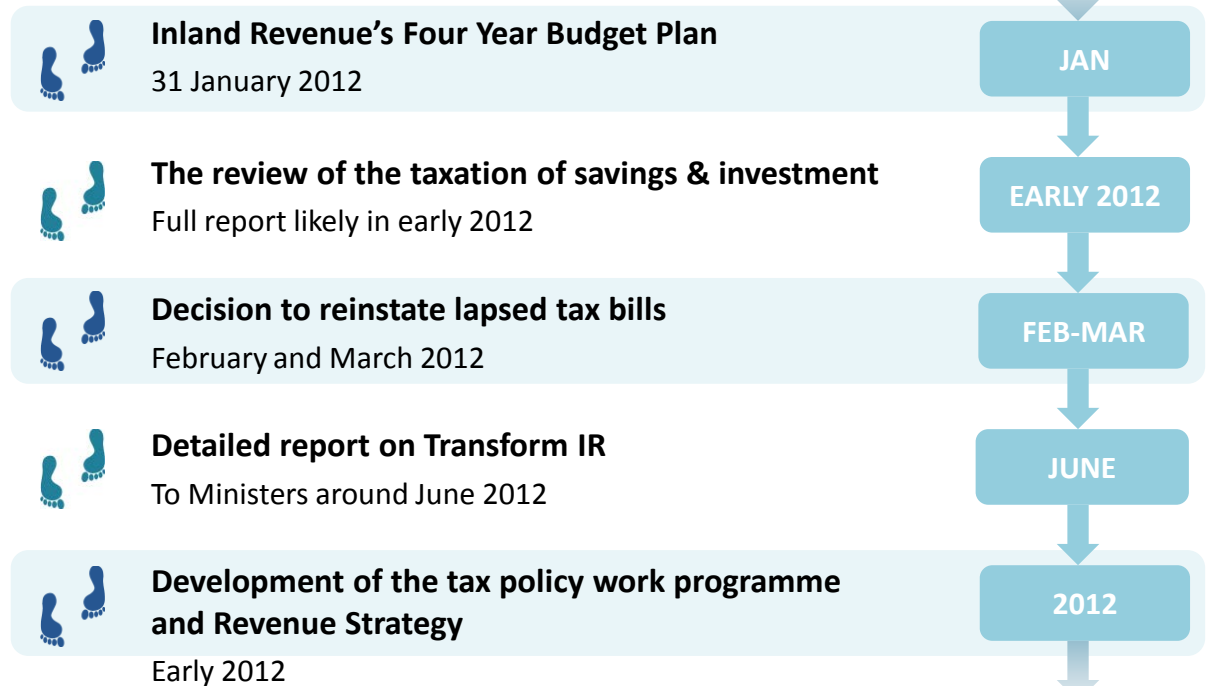 Inland Revenue’s Four Year Budget Plan
31 January 2012
JAN
The review of the taxation of savings & investment
Full report likely in early 2012
EARLY 2012
Decision to reinstate lapsed tax bills
February and March 2012
FEB-MAR
Detailed report on Transform IR
To Ministers around June 2012
JUNE
Development of the tax policy work programme
and Revenue Strategy
Early 2012
2012